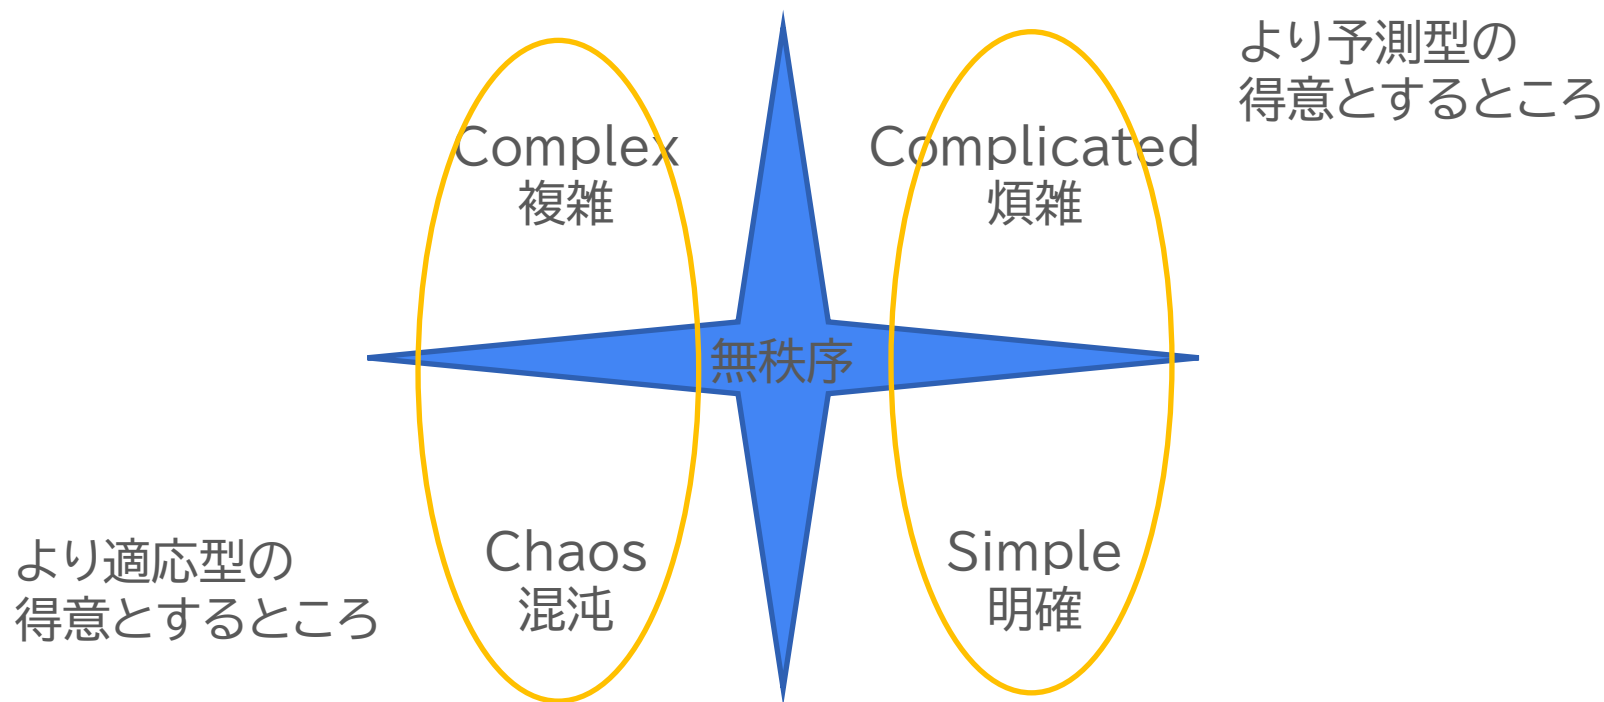 より予測型の
得意とするところ
Complex
複雑
Complicated
煩雑
無秩序
より適応型の
得意とするところ
Chaos
混沌
Simple
明確